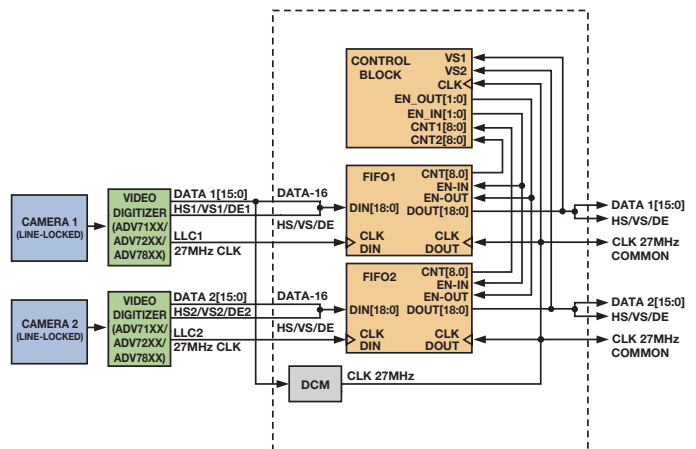 CONTROL
BLOCK
VS1
VS2
CLK
EN_OUT[1:0]
EN_IN[1:0]
CNT1[8:0]
CNT2[8:0]
CAMERA 1
(LINE-LOCKED)
VIDEO
DIGITIZER
(ADV71XX/
ADV72XX/
ADV78XX)
DATA 1[15:0]
HS1/VS1/DE1
LLC1
27MHz CLK
DATA-16
HS/VS/DE
FIFO1
DIN[18:0]
CLK
DIN
CNT[8.0]
EN-IN
EN-OUT
DOUT[18:0]
CLK
DOUT
DATA 1[15:0]
HS/VS/DE
CLK 27MHz
COMMON
CAMERA 2
(LINE-LOCKED)
VIDEO
DIGITIZER
(ADV71XX/
ADV72XX/
ADV78XX)
DATA 2[15:0]
HS2/VS2/DE2
LLC2
27MHz CLK
DATA-16
HS/VS/DE
FIFO2
DIN[18:0]
CLK
DIN
CNT[8.0]
EN-IN
EN-OUT
DOUT[18:0]
CLK
DOUT
DATA 2[15:0]
HS/VS/DE
CLK 27MHz
COMMON
DCM
CLK 27MHz